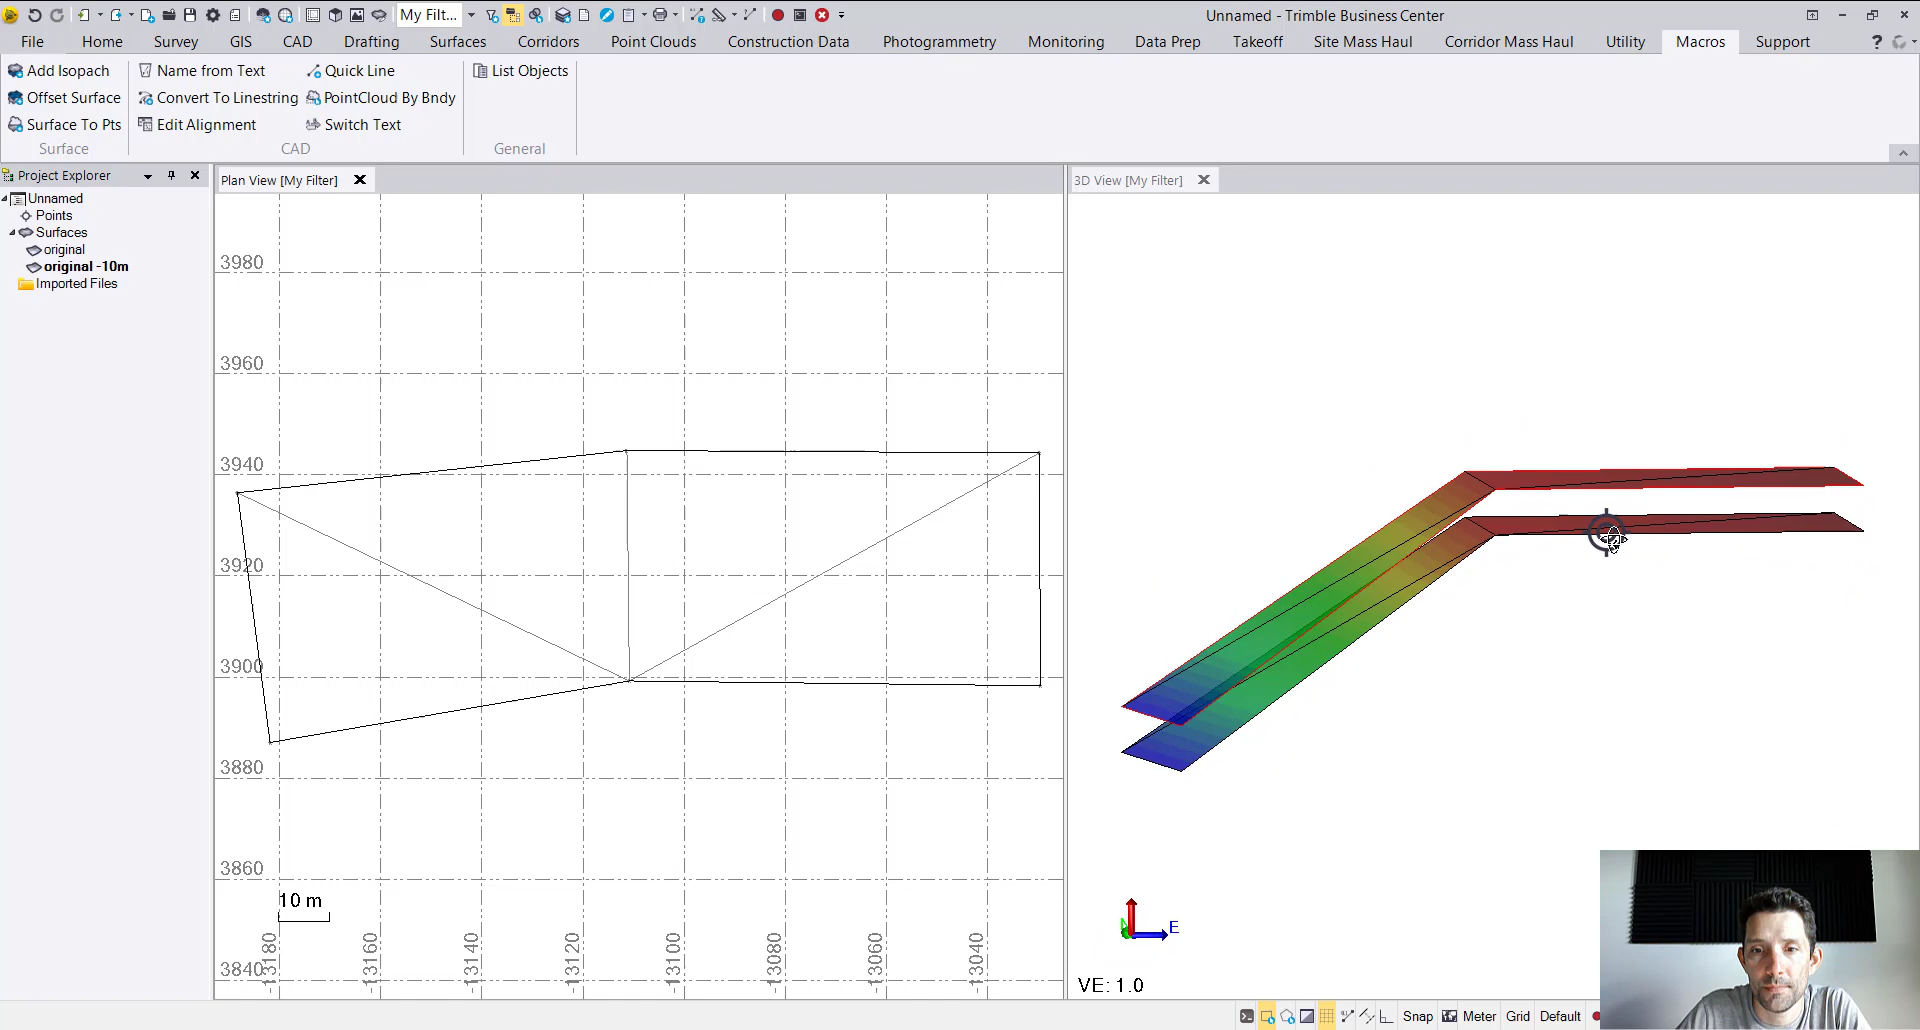 My Filt...
Unnamed - Trimble Business Center
File Home Survey GIS CAD Drafting Surfaces Corridors Point Clouds Construction Data Photogrammetry Monitoring Data Prep Takeoff Site Mass Haul Corridor Mass Haul Utility Macros Support
Add Isopach Name from Text Quick Line List Objects
Offset Surface Convert To Linestring PointCloud By Bndy
Surface To Pts Edit Alignment Switch Text
Surface CAD General
Project Explorer
Unnamed
Points
Surfaces
original
original -10m
Imported Files
Plan View [My Filter]
3980
3960
3940
3920
3900
3880
3860
3840
10 m
-13180
-13160
-13140
-13120
-13100
-13080
-13060
-13040
3D View [My Filter]
E
VE: 1.0
Snap Meter Grid Default